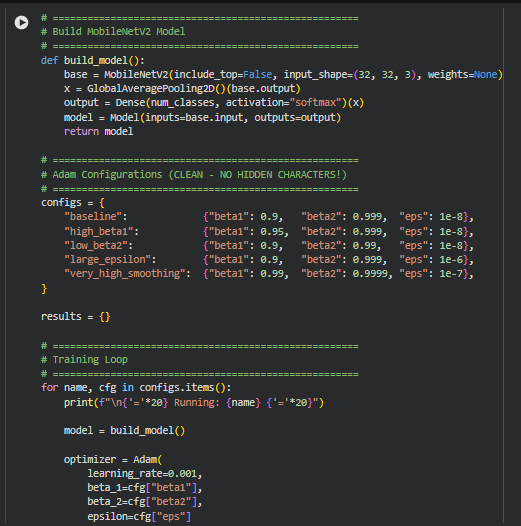 # =====================================================
# Build MobileNetV2 Model
# =====================================================
def build_model():
    base = MobileNetV2(include_top=False, input_shape=(32, 32, 3), weights=None)
    x = GlobalAveragePooling2D()(base.output)
    output = Dense(num_classes, activation="softmax")(x)
    model = Model(inputs=base.input, outputs=output)
    return model

# =====================================================
# Adam Configurations (CLEAN - NO HIDDEN CHARACTERS!)
# =====================================================
configs = {
    "baseline":             {"beta1": 0.9,   "beta2": 0.999,  "eps": 1e-8},
    "high_beta1":           {"beta1": 0.95,  "beta2": 0.999,  "eps": 1e-8},
    "low_beta2":            {"beta1": 0.9,   "beta2": 0.99,   "eps": 1e-8},
    "large_epsilon":        {"beta1": 0.9,   "beta2": 0.999,  "eps": 1e-6},
    "very_high_smoothing":  {"beta1": 0.99,  "beta2": 0.9999, "eps": 1e-7},
}

results = {}

# =====================================================
# Training Loop
# =====================================================
for name, cfg in configs.items():
    print(f"\n{'='*20} Running: {name} {'='*20}")

    model = build_model()

    optimizer = Adam(
        learning_rate=0.001,
        beta_1=cfg["beta1"],
        beta_2=cfg["beta2"],
        epsilon=cfg["eps"]